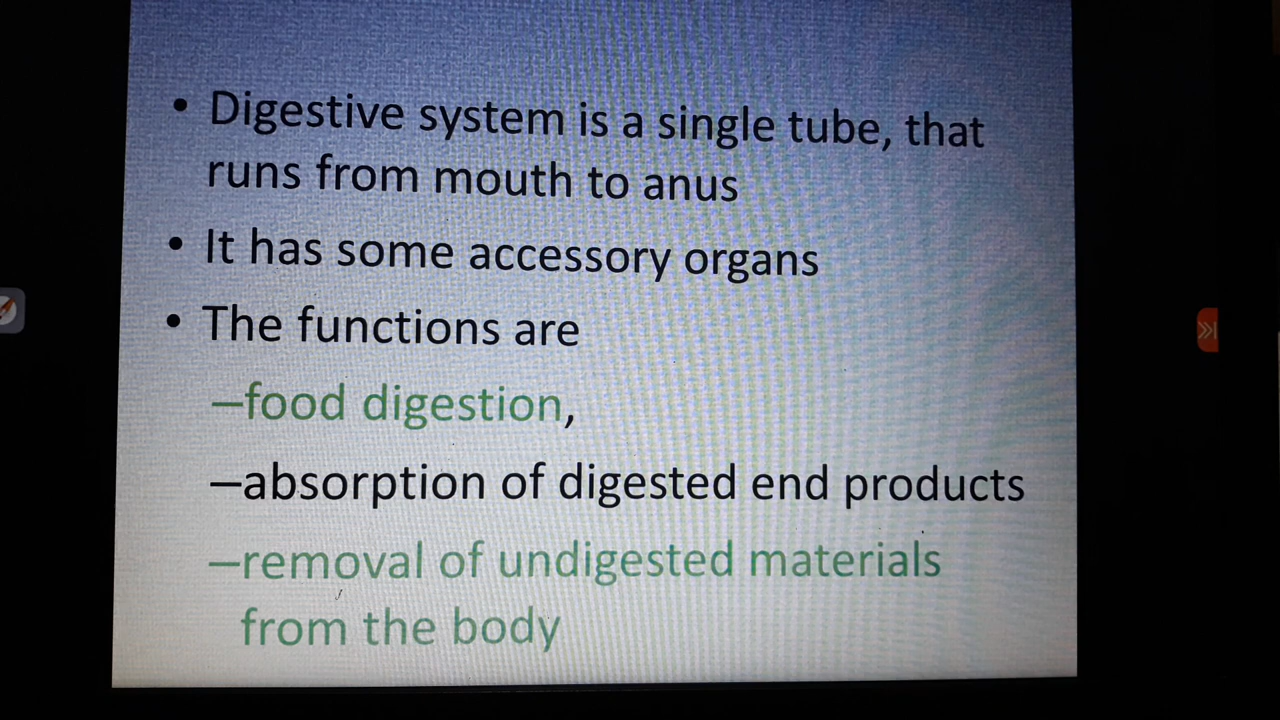 • Digestive system is a single tube, that
runs from mouth to anus
• It has some accessory organs
• The functions are
–food digestion,
–absorption of digested end products
–removal of undigested materials
from the body